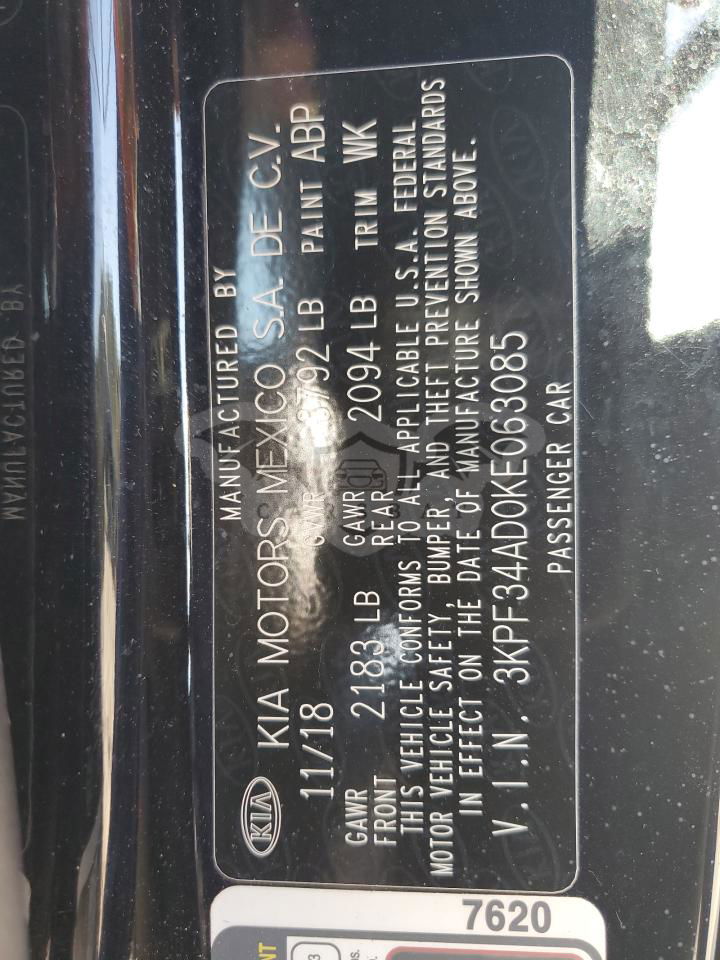 MANUFACTURED BY
KIA KIA MOTORS MEXICO S.A. DE C.V.
11/18 GVWR 3792 LB PAINT ABP
GAWR FRONT 2183 LB GAWR REAR 2094 LB TRIM WK
THIS VEHICLE CONFORMS TO ALL APPLICABLE U.S.A. FEDERAL
MOTOR VEHICLE SAFETY, BUMPER, AND THEFT PREVENTION STANDARDS
IN EFFECT ON THE DATE OF MANUFACTURE SHOWN ABOVE.
V.I.N. 3KPF34AD0KE063085
PASSENGER CAR
7620
MANUFACTURED BY